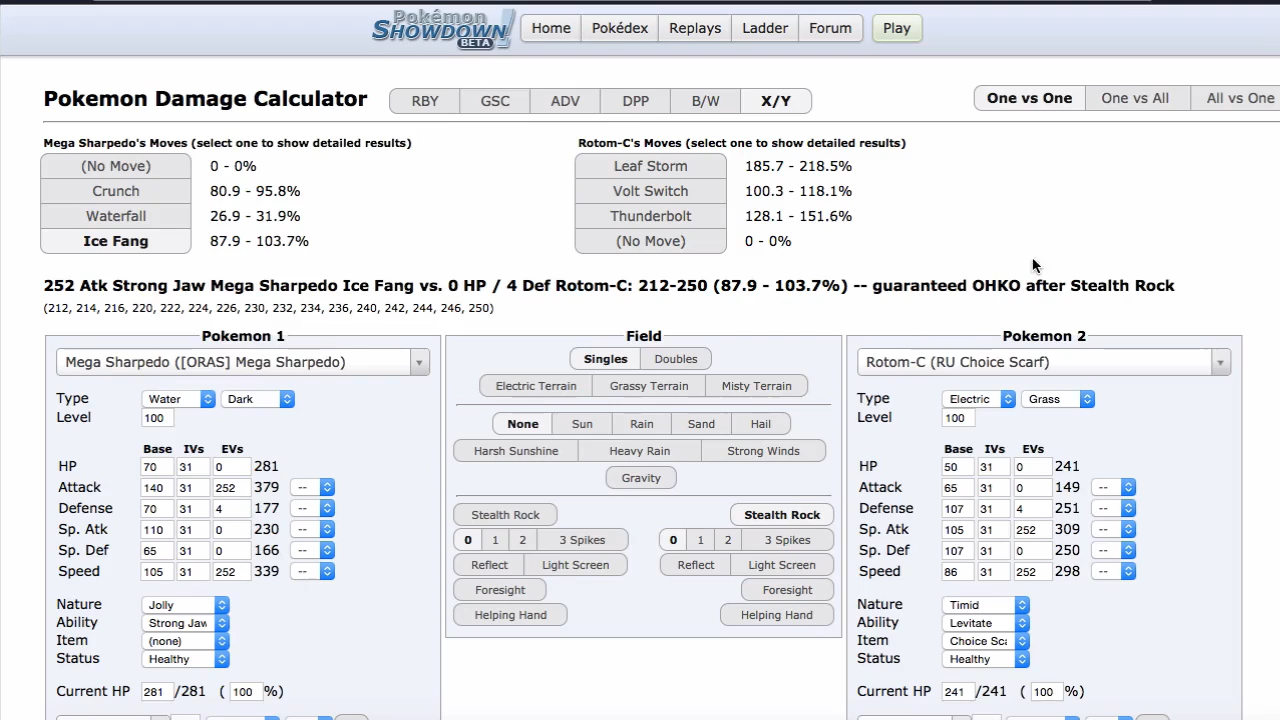 Pokémon SHOWDOWN! BETA Home Pokédex Replays Ladder Forum Play
Pokemon Damage Calculator RBY GSC ADV DPP B/W X/Y One vs One One vs All All vs One
Mega Sharpedo's Moves (select one to show detailed results) Rotom-C's Moves (select one to show detailed results)
(No Move) 0 - 0% Leaf Storm 185.7 - 218.5%
Crunch 80.9 - 95.8% Volt Switch 100.3 - 118.1%
Waterfall 26.9 - 31.9% Thunderbolt 128.1 - 151.6%
Ice Fang 87.9 - 103.7% (No Move) 0 - 0%
252 Atk Strong Jaw Mega Sharpedo Ice Fang vs. 0 HP / 4 Def Rotom-C: 212-250 (87.9 - 103.7%) -- guaranteed OHKO after Stealth Rock
(212, 214, 216, 220, 222, 224, 226, 230, 232, 234, 236, 240, 242, 244, 246, 250)
Pokemon 1
Mega Sharpedo ([ORAS] Mega Sharpedo)
Type Water Dark
Level 100
Base IVs EVs
HP 70 31 0 281
Attack 140 31 252 379 --
Defense 70 31 4 177 --
Sp. Atk 110 31 0 230 --
Sp. Def 65 31 0 166 --
Speed 105 31 252 339 --
Nature Jolly
Ability Strong Jaw
Item (none)
Status Healthy
Current HP 281 /281 ( 100 %)
Field
Singles Doubles
Electric Terrain Grassy Terrain Misty Terrain
None Sun Rain Sand Hail
Harsh Sunshine Heavy Rain Strong Winds
Gravity
Stealth Rock Stealth Rock
0 1 2 3 Spikes 0 1 2 3 Spikes
Reflect Light Screen Reflect Light Screen
Foresight Foresight
Helping Hand Helping Hand
Pokemon 2
Rotom-C (RU Choice Scarf)
Type Electric Grass
Level 100
Base IVs EVs
HP 50 31 0 241
Attack 65 31 0 149 --
Defense 107 31 4 251 --
Sp. Atk 105 31 252 309 --
Sp. Def 107 31 0 250 --
Speed 86 31 252 298 --
Nature Timid
Ability Levitate
Item Choice Sca
Status Healthy
Current HP 241 /241 ( 100 %)